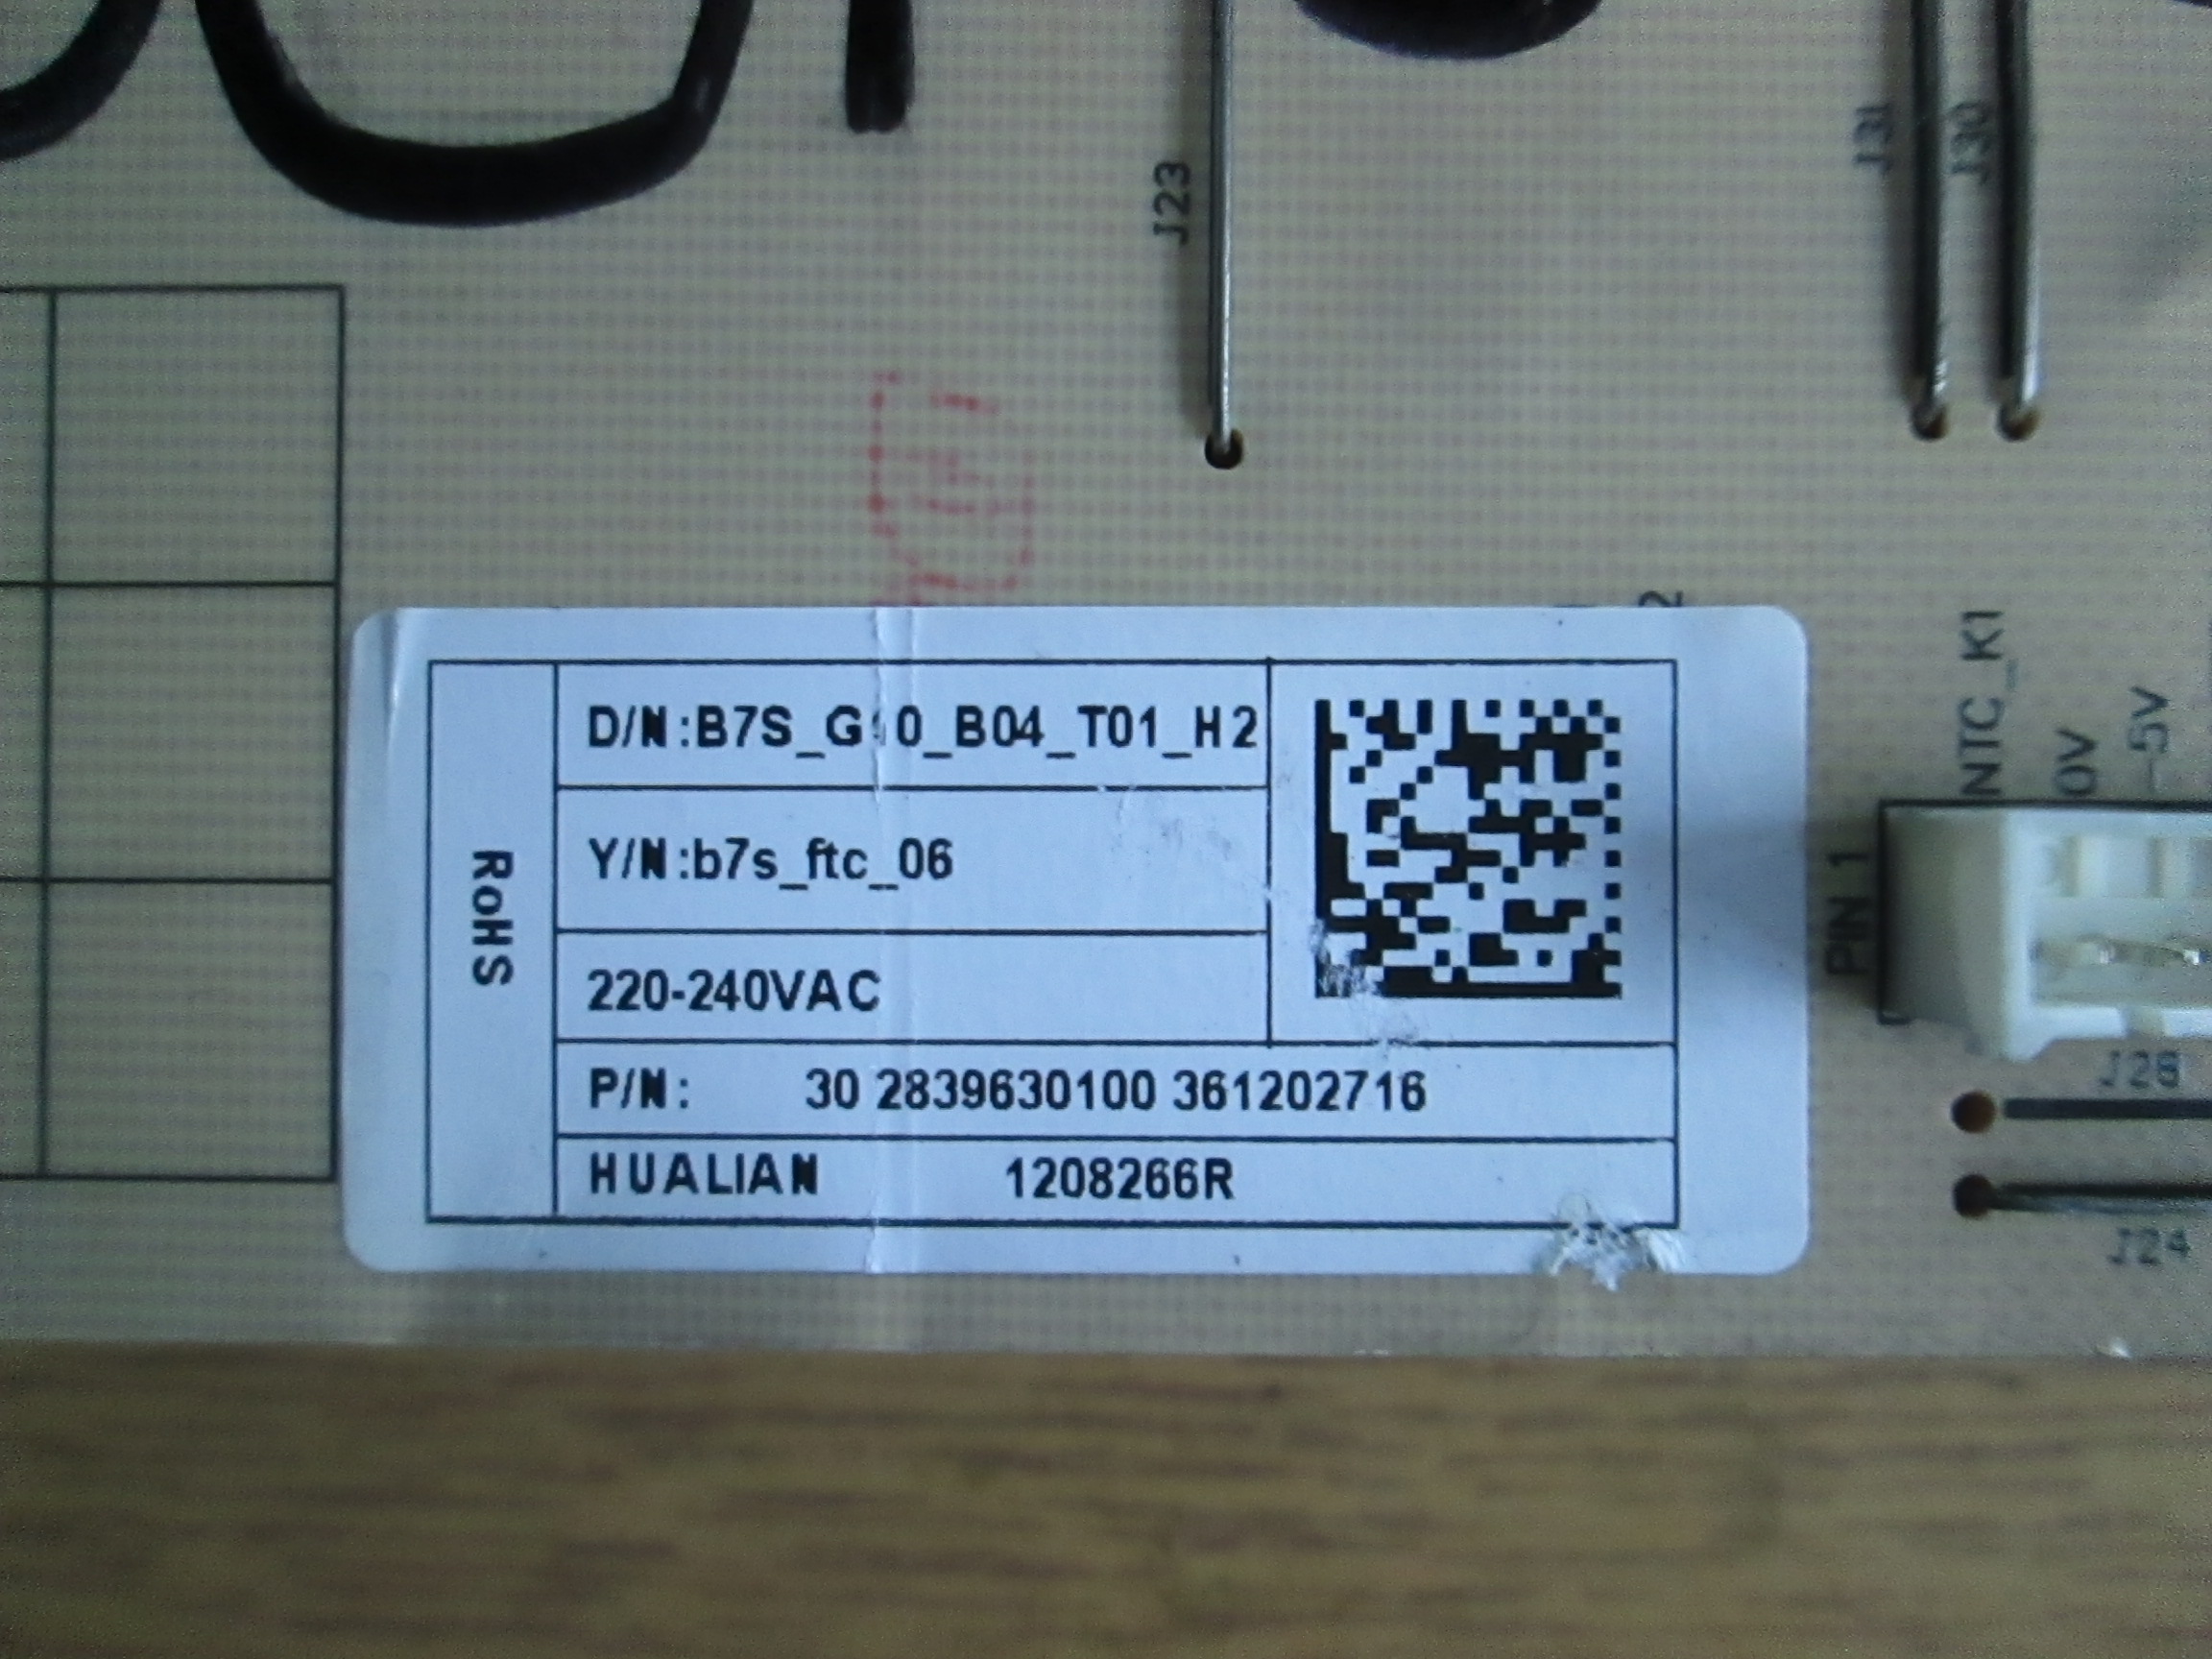 J23
J31
J30
2
NTC_K1
0V
-5V
PIN 1
RoHS
D/N:B7S_G 0_B04_T01_H2
Y/N:b7s_ftc_06
220-240VAC
P/N: 30 2839630100 361202716
HUALIAN 1208266R
J24